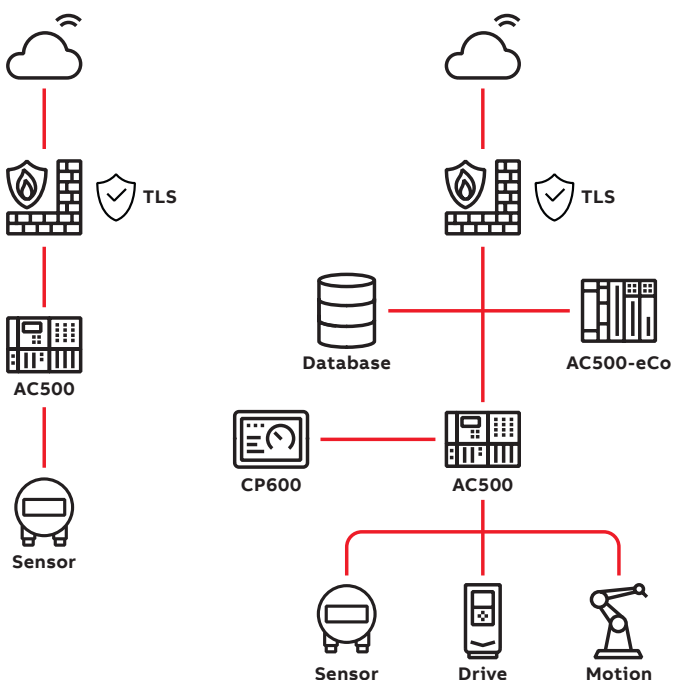 TLS
AC500
Sensor
TLS
Database
AC500-eCo
CP600
AC500
Sensor
Drive
Motion